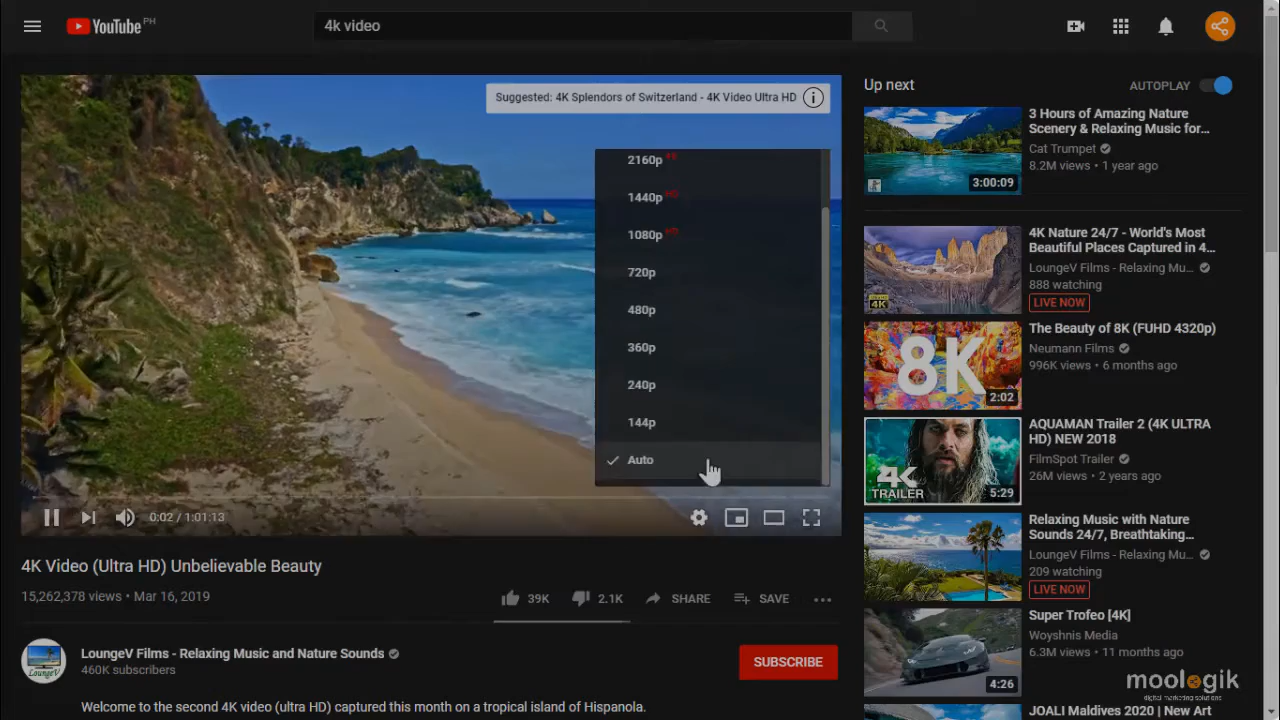 YouTube PH
4k video
Suggested: 4K Splendors of Switzerland - 4K Video Ultra HD
2160p
1440p HD
1080p HD
720p
480p
360p
240p
144p
Auto
0:02 / 1:01:13
4K Video (Ultra HD) Unbelievable Beauty
15,262,378 views • Mar 16, 2019
39K
2.1K
SHARE
SAVE
LoungeV Films - Relaxing Music and Nature Sounds
460K subscribers
SUBSCRIBE
Welcome to the second 4K video (ultra HD) captured this month on a tropical island of Hispanola.
Up next
AUTOPLAY
3:00:09
3 Hours of Amazing Nature
Scenery & Relaxing Music for...
Cat Trumpet
8.2M views • 1 year ago
4K
4K Nature 24/7 - World's Most
Beautiful Places Captured in 4...
LoungeV Films - Relaxing Mu...
888 watching
LIVE NOW
8K
2:02
The Beauty of 8K (FUHD 4320p)
Neumann Films
996K views • 6 months ago
4K
TRAILER
5:29
AQUAMAN Trailer 2 (4K ULTRA
HD) NEW 2018
FilmSpot Trailer
26M views • 2 years ago
Relaxing Music with Nature
Sounds 24/7, Breathtaking...
LoungeV Films - Relaxing Mu...
209 watching
LIVE NOW
4:26
Super Trofeo [4K]
Woyshnis Media
6.3M views • 11 months ago
JOALI Maldives 2020 | New Art
moologik
digital marketing solutions
LoungeV